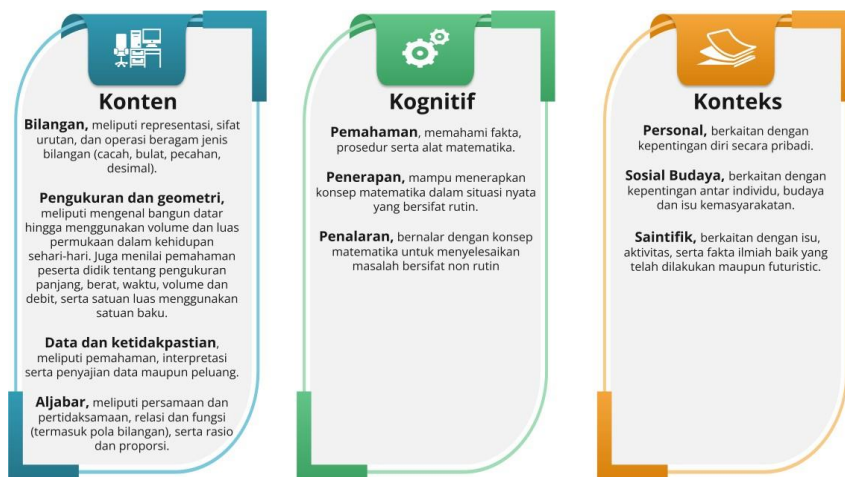 Konten
Bilangan, meliputi representasi, sifat
urutan, dan operasi beragam jenis
bilangan (cacah, bulat, pecahan,
desimal).
Pengukuran dan geometri,
meliputi mengenal bangun datar
hingga menggunakan volume dan luas
permukaan dalam kehidupan
sehari-hari. Juga menilai pemahaman
peserta didik tentang pengukuran
panjang, berat, waktu, volume dan
debit, serta satuan luas menggunakan
satuan baku.
Data dan ketidakpastian,
meliputi pemahaman, interpretasi
serta penyajian data maupun peluang.
Aljabar, meliputi persamaan dan
pertidaksamaan, relasi dan fungsi
(termasuk pola bilangan), serta rasio
dan proporsi.
Kognitif
Pemahaman, memahami fakta,
prosedur serta alat matematika.
Penerapan, mampu menerapkan
konsep matematika dalam situasi nyata
yang bersifat rutin.
Penalaran, bernalar dengan konsep
matematika untuk menyelesaikan
masalah bersifat non rutin
Konteks
Personal, berkaitan dengan
kepentingan diri secara pribadi.
Sosial Budaya, berkaitan dengan
kepentingan antar individu, budaya
dan isu kemasyarakatan.
Saintifik, berkaitan dengan isu,
aktivitas, serta fakta ilmiah baik yang
telah dilakukan maupun futuristic.